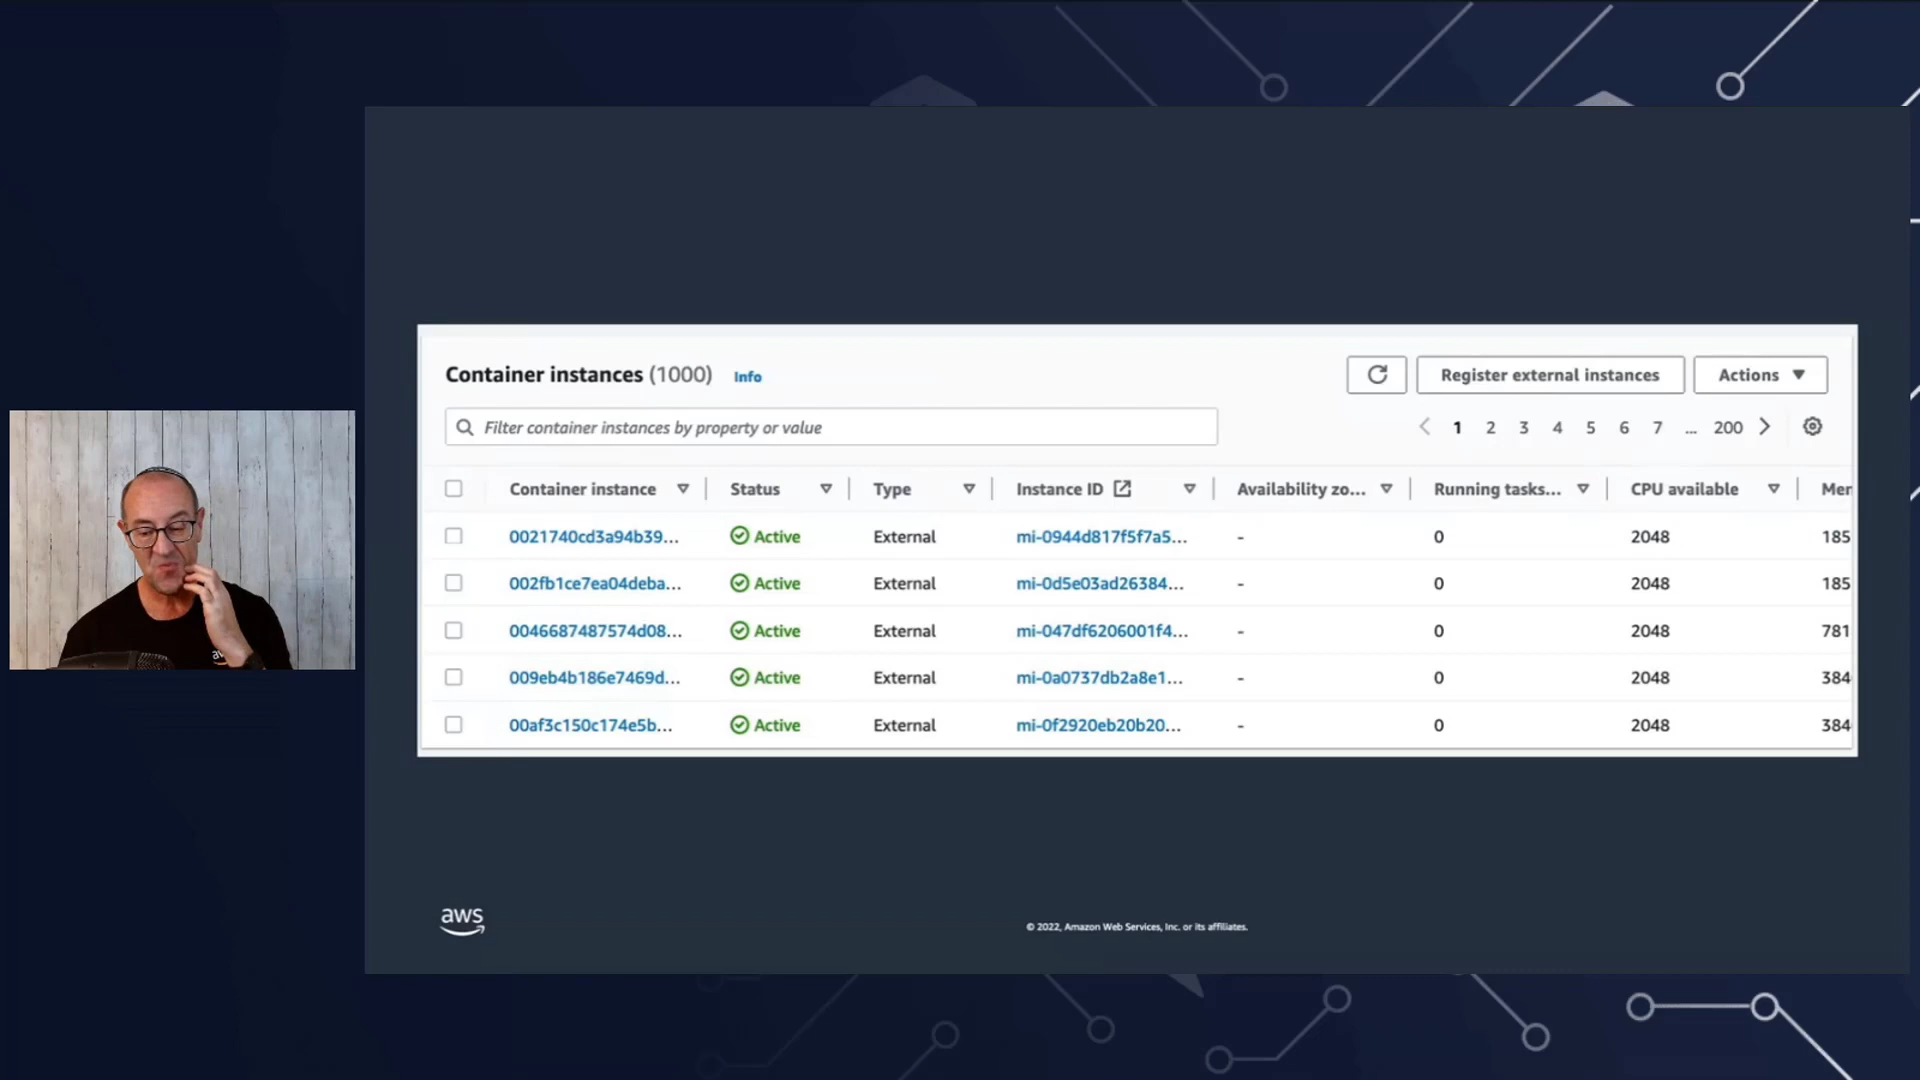 Container instances (1000) Info
Register external instances Actions
Filter container instances by property or value
1 2 3 4 5 6 7 ... 200
Container instance Status Type Instance ID Availability zo... Running tasks... CPU available Mer
0021740cd3a94b39... Active External mi-0944d817f5f7a5... - 0 2048 185
002fb1ce7ea04deba... Active External mi-0d5e03ad26384... - 0 2048 185
0046687487574d08... Active External mi-047df6206001f4... - 0 2048 781
009eb4b186e7469d... Active External mi-0a0737db2a8e1... - 0 2048 384
00af3c150c174e5b... Active External mi-0f2920eb20b20... - 0 2048 384
aws
© 2022, Amazon Web Services, Inc. or its affiliates.